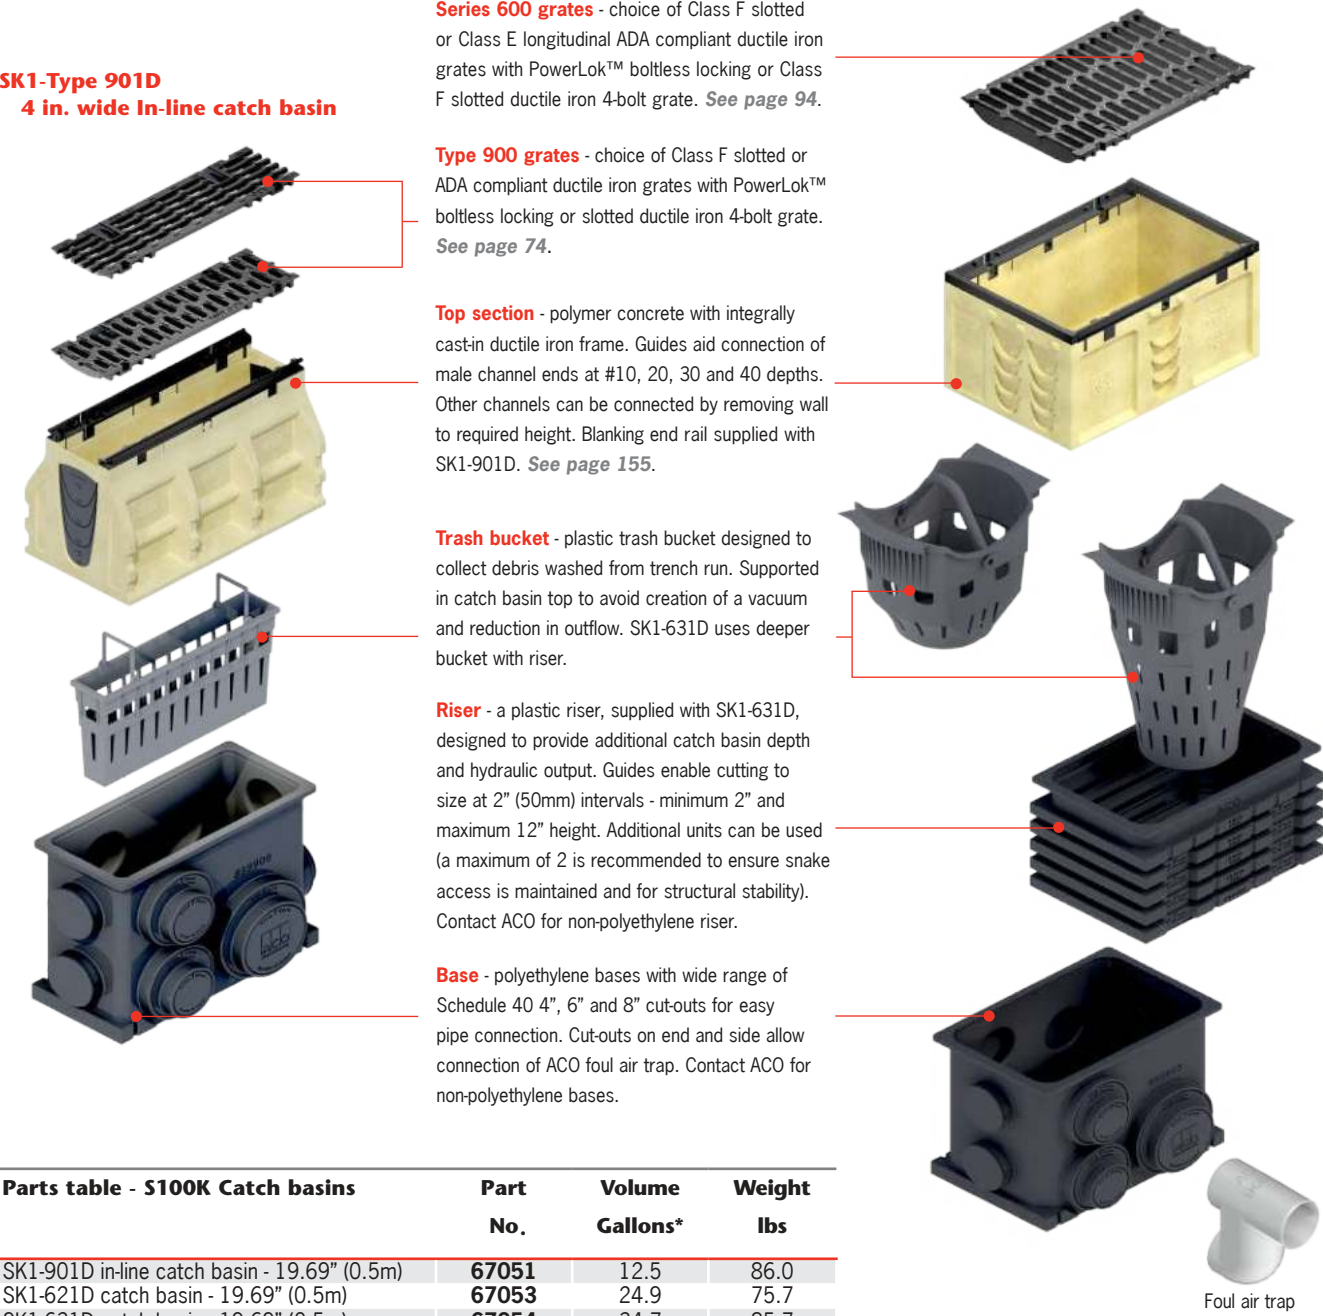 Series 600 grates - choice of Class F slotted
or Class E longitudinal ADA compliant ductile iron
grates with PowerLok™ boltless locking or Class
F slotted ductile iron 4-bolt grate. See page 94.
SK1-Type 901D
4 in. wide In-line catch basin
Type 900 grates - choice of Class F slotted or
ADA compliant ductile iron grates with PowerLok™
boltless locking or slotted ductile iron 4-bolt grate.
See page 74.
Top section - polymer concrete with integrally
cast-in ductile iron frame. Guides aid connection of
male channel ends at #10, 20, 30 and 40 depths.
Other channels can be connected by removing wall
to required height. Blanking end rail supplied with
SK1-901D. See page 155.
Trash bucket - plastic trash bucket designed to
collect debris washed from trench run. Supported
in catch basin top to avoid creation of a vacuum
and reduction in outflow. SK1-631D uses deeper
bucket with riser.
Riser - a plastic riser, supplied with SK1-631D,
designed to provide additional catch basin depth
and hydraulic output. Guides enable cutting to
size at 2” (50mm) intervals - minimum 2” and
maximum 12” height. Additional units can be used
(a maximum of 2 is recommended to ensure snake
access is maintained and for structural stability).
Contact ACO for non-polyethylene riser.
Base - polyethylene bases with wide range of
Schedule 40 4”, 6” and 8” cut-outs for easy
pipe connection. Cut-outs on end and side allow
connection of ACO foul air trap. Contact ACO for
non-polyethylene bases.
Foul air trap
Parts table - S100K Catch basins Part No. Volume Gallons* Weight lbs
SK1-901D in-line catch basin - 19.69” (0.5m) 67051 12.5 86.0
SK1-621D catch basin - 19.69” (0.5m) 67053 24.9 75.7